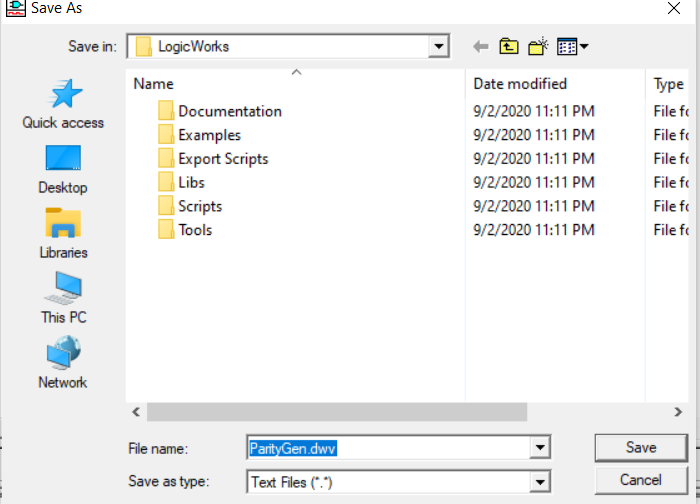 Save As
Save in: LogicWorks
Name Date modified Type
Documentation 9/2/2020 11:11 PM File fo
Examples 9/2/2020 11:11 PM File fo
Export Scripts 9/2/2020 11:11 PM File fo
Libs 9/2/2020 11:11 PM File fo
Scripts 9/2/2020 11:11 PM File fo
Tools 9/2/2020 11:11 PM File fo
Quick access
Desktop
Libraries
This PC
Network
File name: ParityGen.dwv Save
Save as type: Text Files (*.*) Cancel